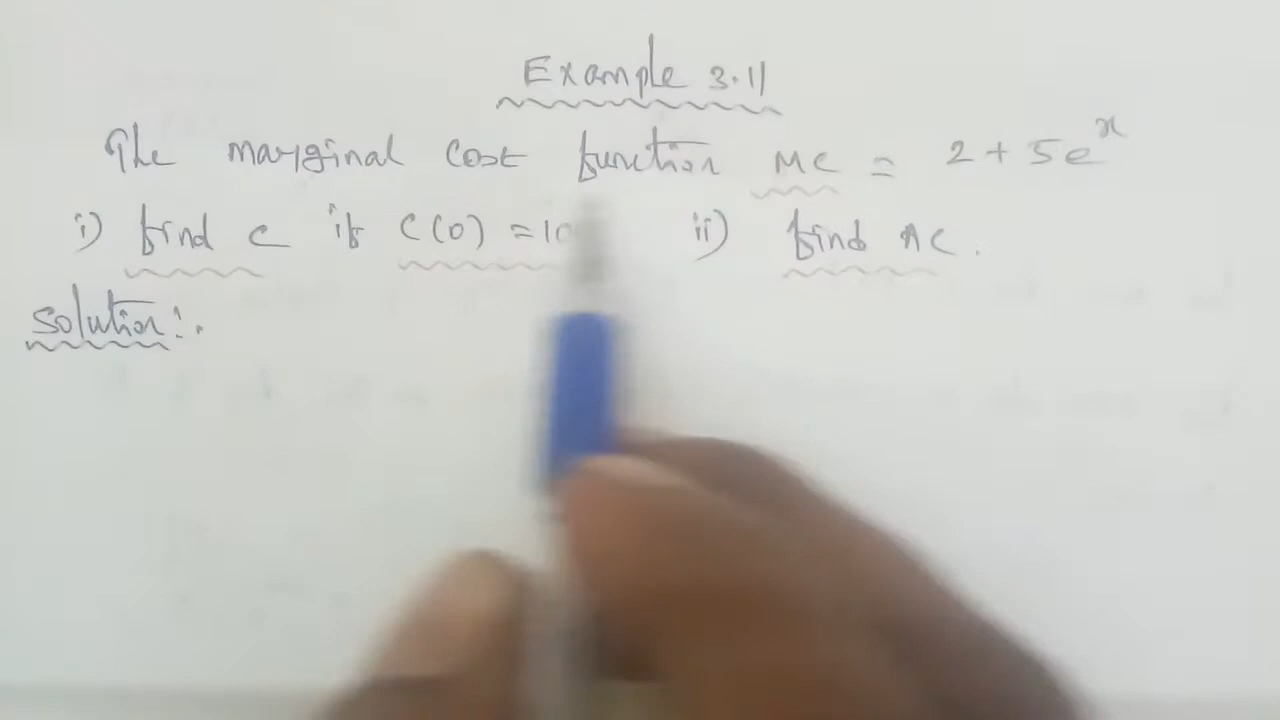 Example 3.11
The marginal cost function MC = 2 + 5e^x
i) find C if C(0) = ii) find AC.
Solution:.